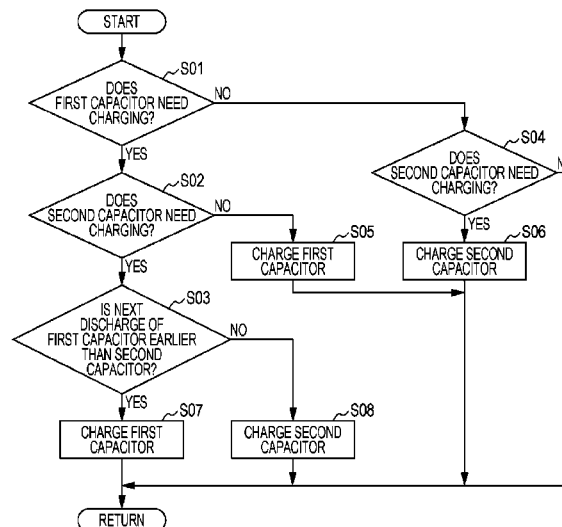 START
S01
DOES
FIRST CAPACITOR NEED
CHARGING?
NO
YES
S04
DOES
SECOND CAPACITOR NEED
CHARGING?
YES
S02
DOES
SECOND CAPACITOR NEED
CHARGING?
NO
YES
S05
CHARGE FIRST
CAPACITOR
S06
CHARGE SECOND
CAPACITOR
S03
IS NEXT
DISCHARGE OF
FIRST CAPACITOR EARLIER
THAN SECOND
CAPACITOR?
NO
YES
S07
CHARGE FIRST
CAPACITOR
S08
CHARGE SECOND
CAPACITOR
RETURN